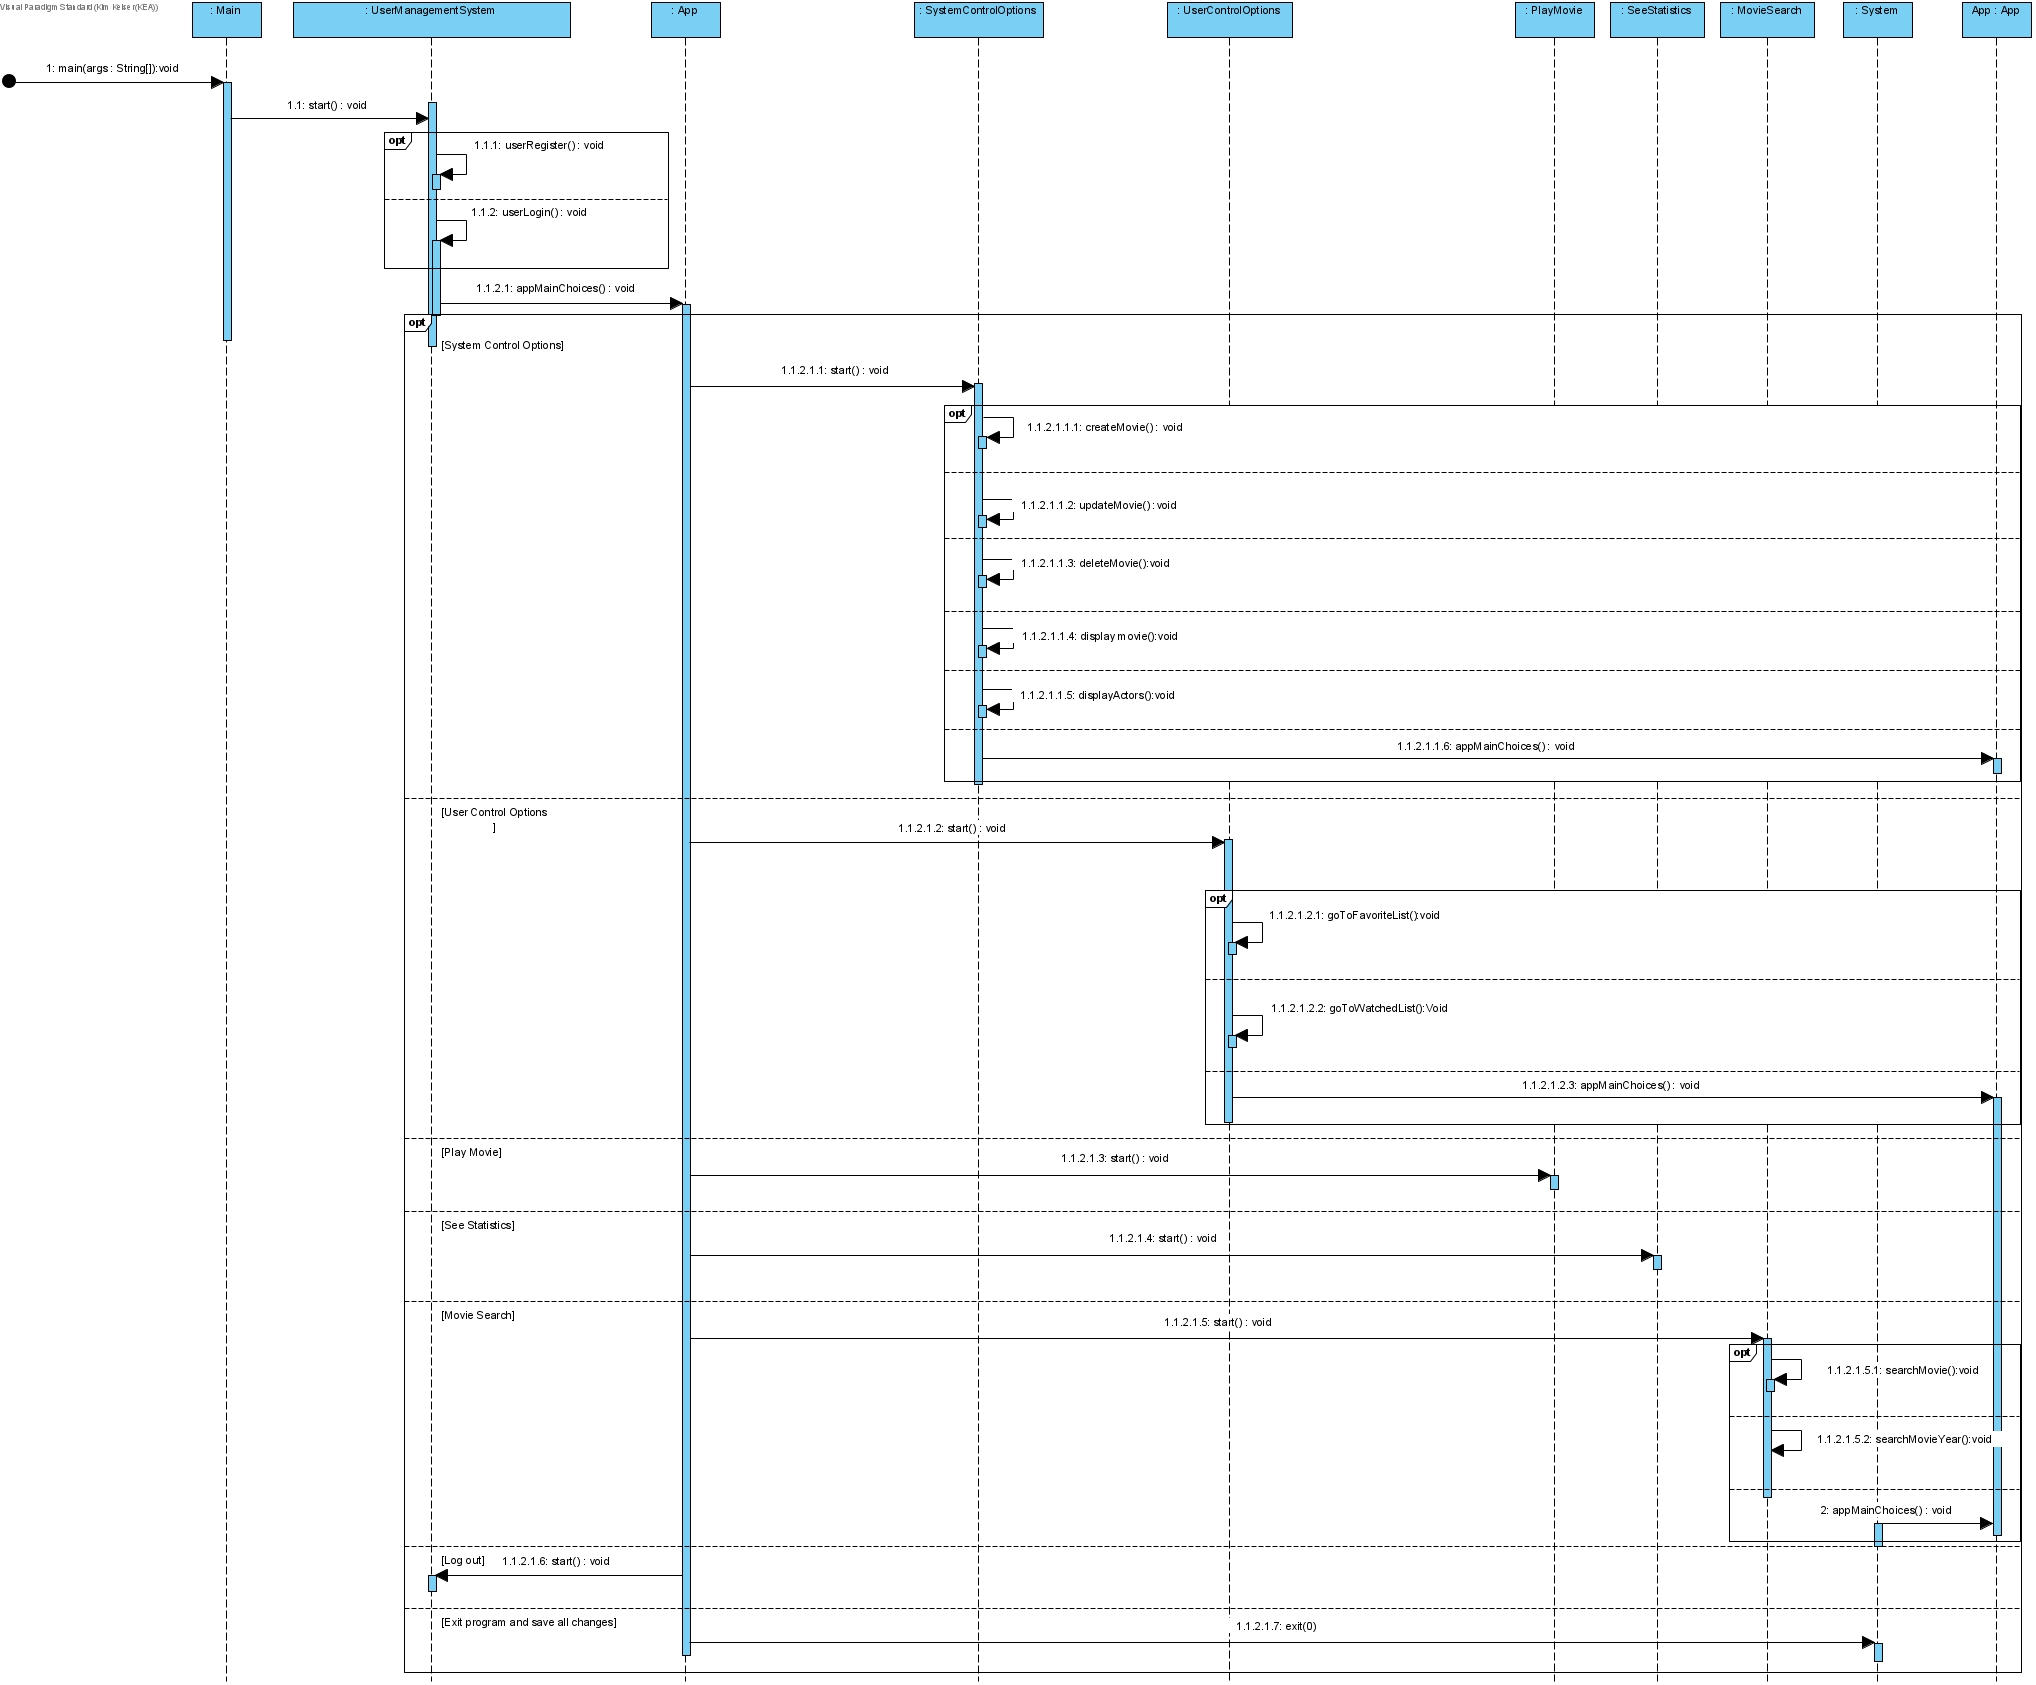 Visual Paradigm Standard (Kim Kelser(KEA))
: Main
: UserManagementSystem
: App
: SystemControlOptions
: UserControlOptions
: PlayMovie
: SeeStatistics
: MovieSearch
: System
App : App
1: main(args : String[]):void
1.1: start() : void
opt
1.1.1: userRegister() : void
1.1.2: userLogin() : void
1.1.2.1: appMainChoices() : void
opt
[System Control Options]
1.1.2.1.1: start() : void
opt
1.1.2.1.1.1: createMovie() : void
1.1.2.1.1.2: updateMovie() : void
1.1.2.1.1.3: deleteMovie():void
1.1.2.1.1.4: display movie():void
1.1.2.1.1.5: displayActors():void
1.1.2.1.1.6: appMainChoices() : void
[User Control Options
]
1.1.2.1.2: start() : void
opt
1.1.2.1.2.1: goToFavoriteList():void
1.1.2.1.2.2: goToWatchedList():Void
1.1.2.1.2.3: appMainChoices() : void
[Play Movie]
1.1.2.1.3: start() : void
[See Statistics]
1.1.2.1.4: start() : void
[Movie Search]
1.1.2.1.5: start() : void
opt
1.1.2.1.5.1: searchMovie():void
1.1.2.1.5.2: searchMovieYear():void
2: appMainChoices() : void
[Log out]
1.1.2.1.6: start() : void
[Exit program and save all changes]
1.1.2.1.7: exit(0)